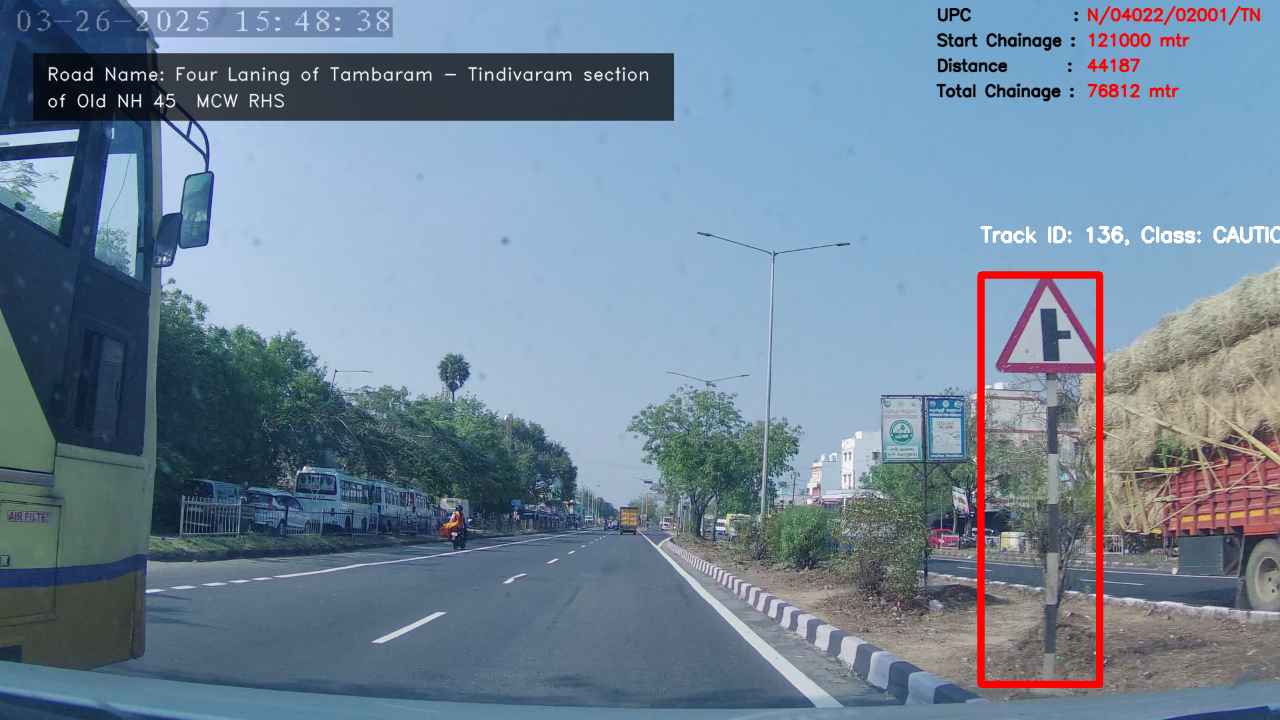 03-26-2025 15:48:38
Road Name: Four Laning of Tambaram - Tindivaram section
of Old NH 45 MCW RHS
UPC : N/04022/02001/TN
Start Chainage : 121000 mtr
Distance : 44187
Total Chainage : 76812 mtr
Track ID: 136, Class: CAUTIO
AIR FILTE